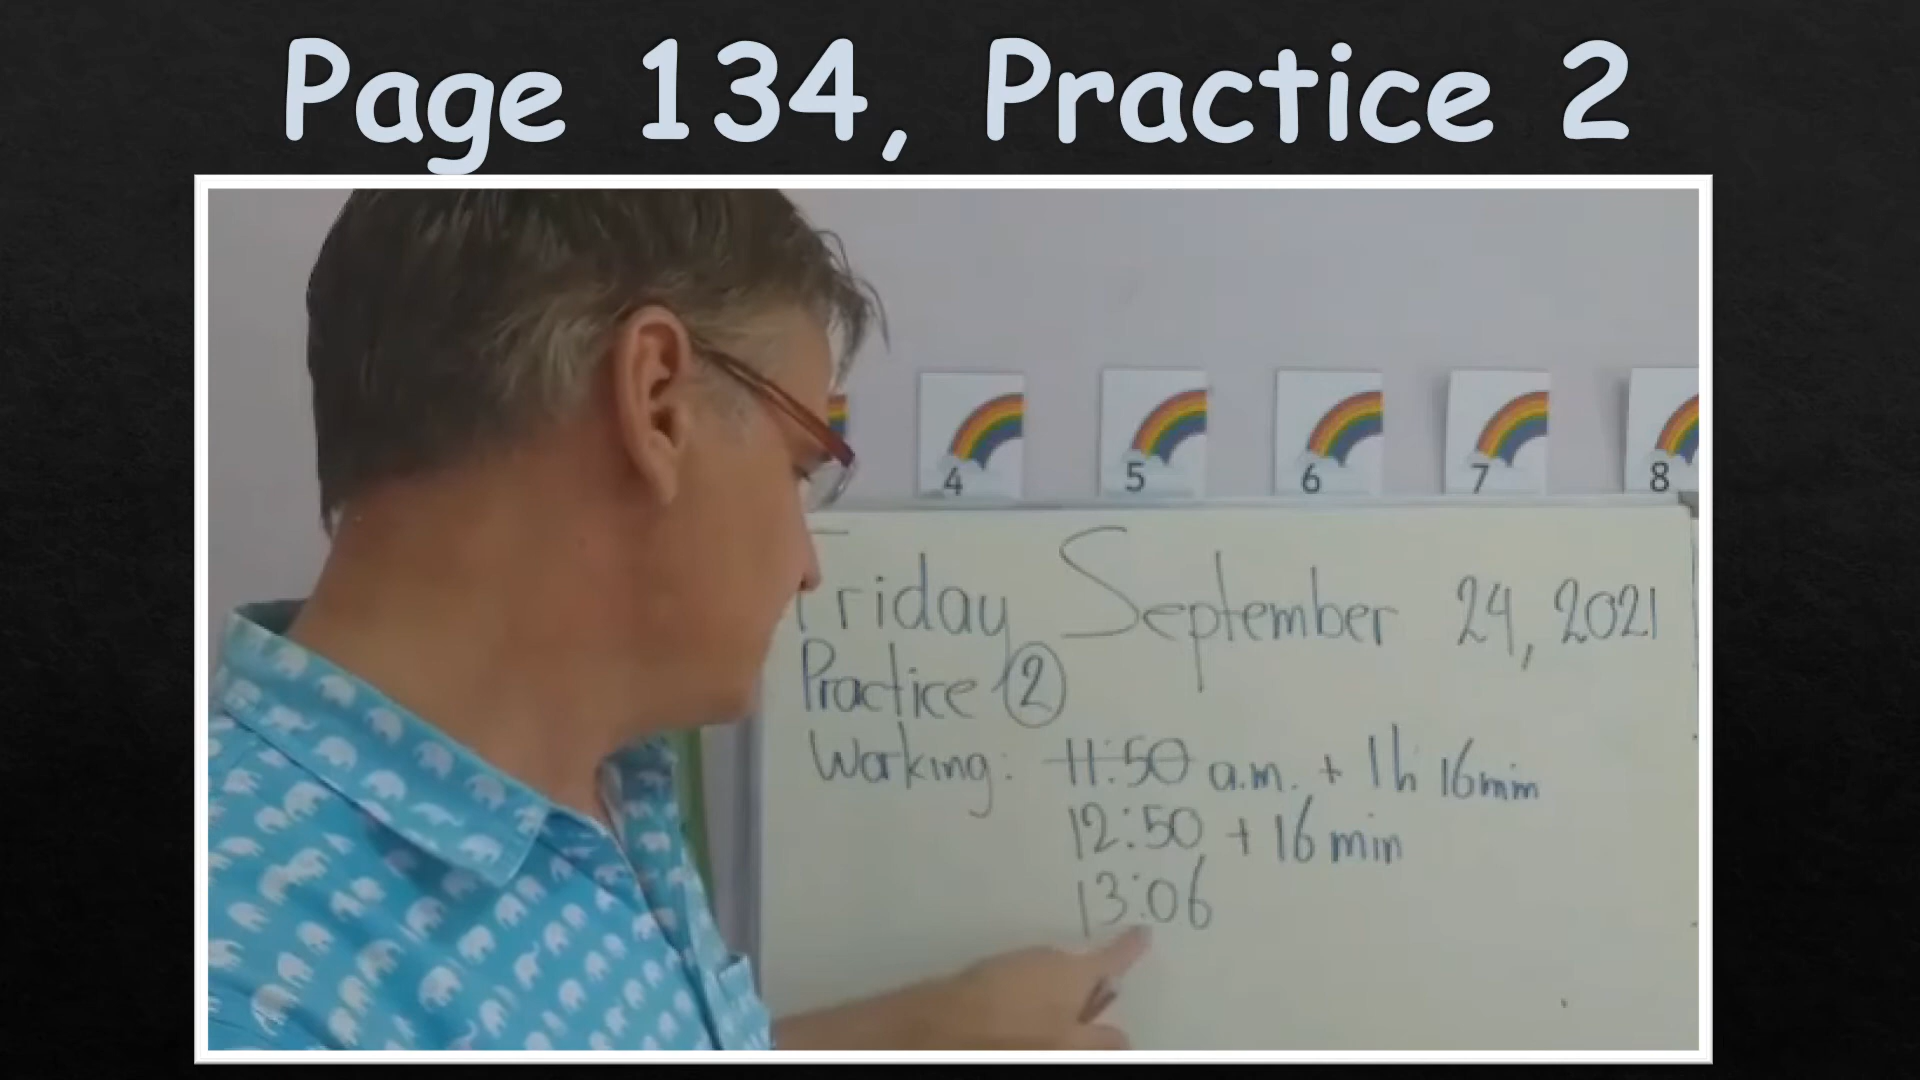 Page 134, Practice 2
4 5 6 7 8
Friday September 24, 2021
Practice 2
Working: 11:50 a.m. + 1h 16min
12:50 + 16 min
13:06